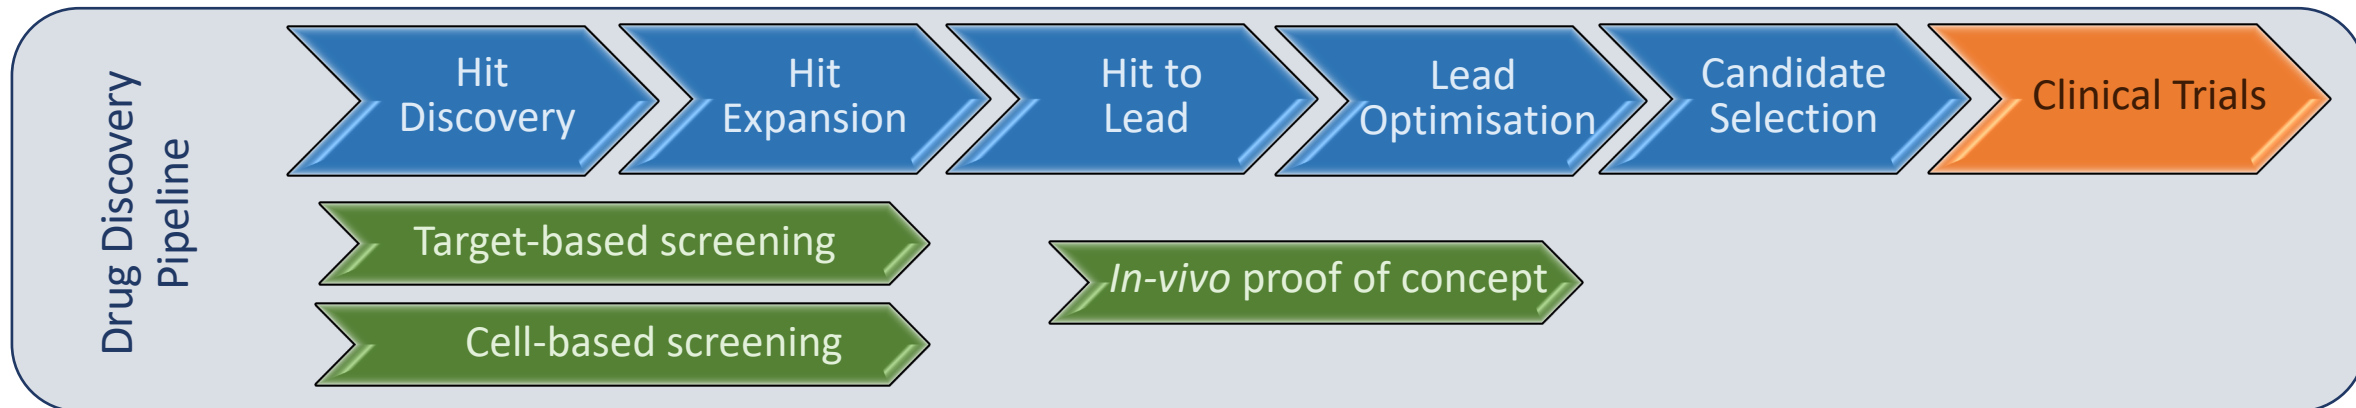 Drug Discovery
Pipeline
Hit
Discovery
Hit
Expansion
Hit to
Lead
Lead
Optimisation
Candidate
Selection
Clinical Trials
Target-based screening
Cell-based screening
In-vivo proof of concept